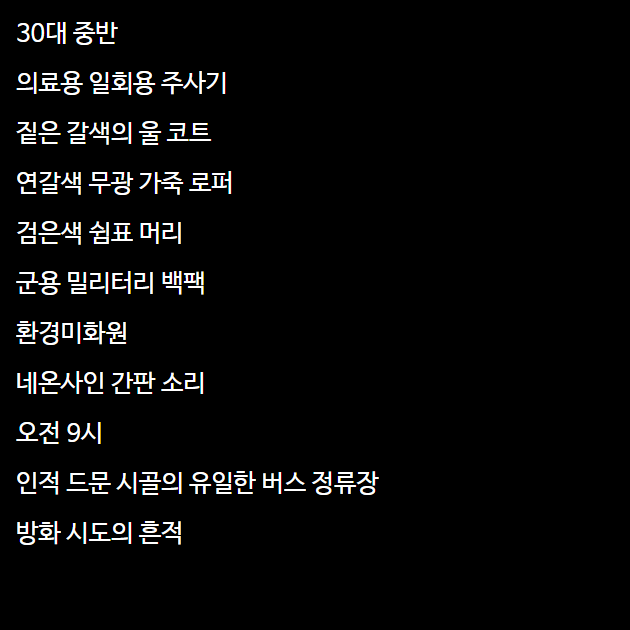 30대 중반
의료용 일회용 주사기
짙은 갈색의 울 코트
연갈색 무광 가죽 로퍼
검은색 쉼표 머리
군용 밀리터리 백팩
환경미화원
네온사인 간판 소리
오전 9시
인적 드문 시골의 유일한 버스 정류장
방화 시도의 흔적